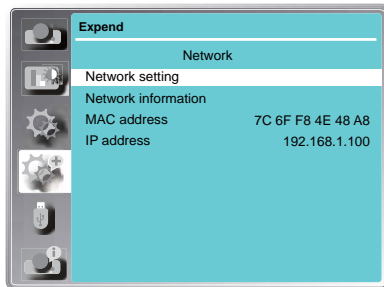 Expend
Network
Network setting
Network information
MAC address 7C 6F F8 4E 48 A8
IP address 192.168.1.100